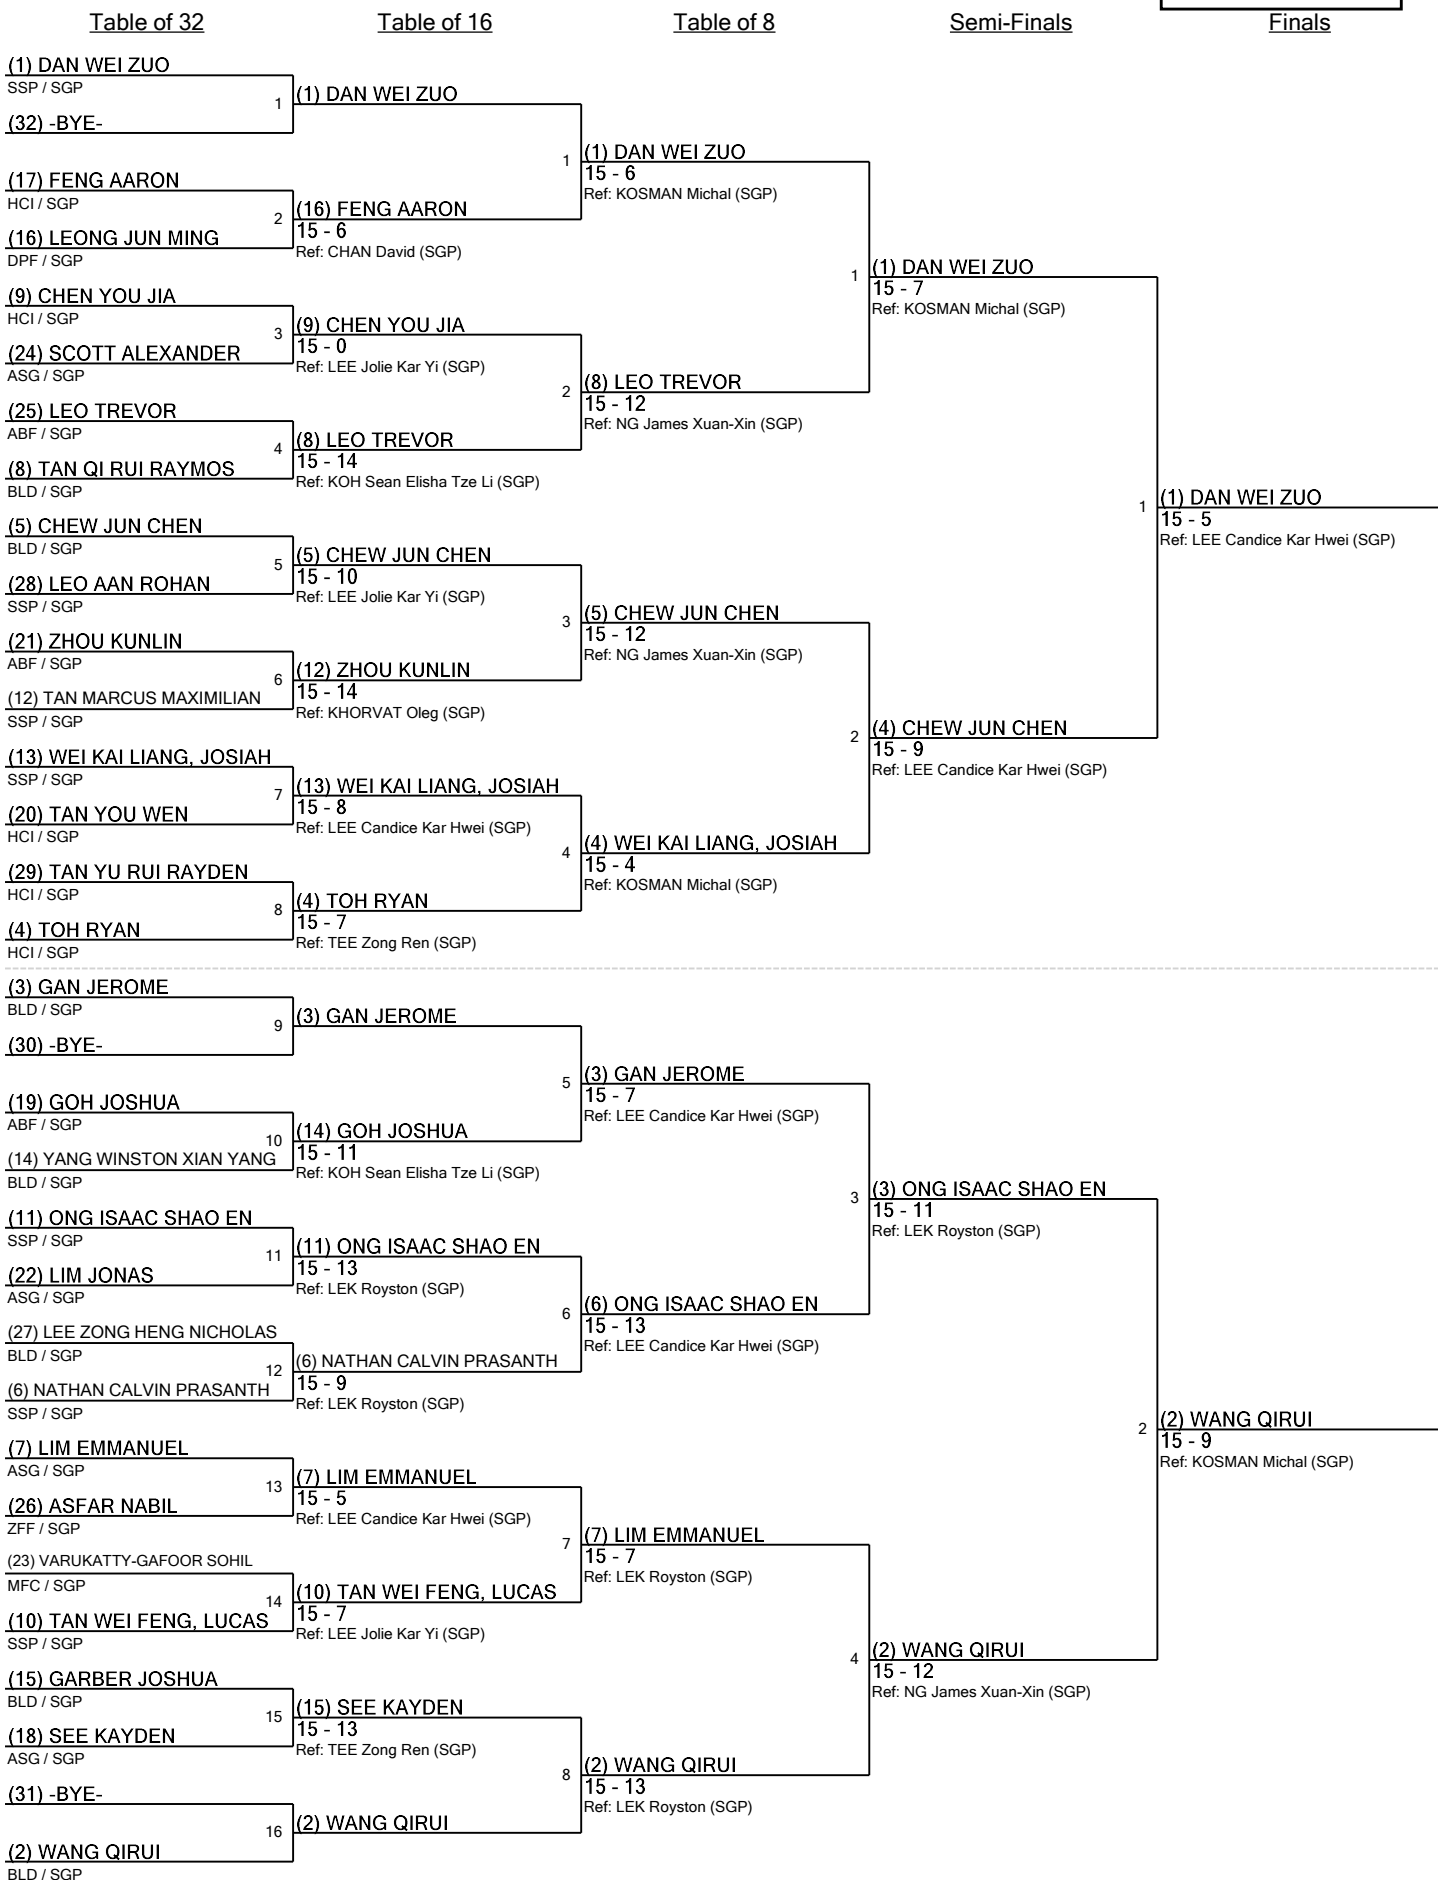 Table of 32
Table of 16
Table of 8
Semi-Finals
Finals
(1) DAN WEI ZUO
SSP / SGP
1
(32) -BYE-
(17) FENG AARON
HCI / SGP
2
(16) LEONG JUN MING
DPF / SGP
(9) CHEN YOU JIA
HCI / SGP
3
(24) SCOTT ALEXANDER
ASG / SGP
(25) LEO TREVOR
ABF / SGP
4
(8) TAN QI RUI RAYMOS
BLD / SGP
(5) CHEW JUN CHEN
BLD / SGP
5
(28) LEO AAN ROHAN
SSP / SGP
(21) ZHOU KUNLIN
ABF / SGP
6
(12) TAN MARCUS MAXIMILIAN
SSP / SGP
(13) WEI KAI LIANG, JOSIAH
SSP / SGP
7
(20) TAN YOU WEN
HCI / SGP
(29) TAN YU RUI RAYDEN
HCI / SGP
8
(4) TOH RYAN
HCI / SGP
(3) GAN JEROME
BLD / SGP
9
(30) -BYE-
(19) GOH JOSHUA
ABF / SGP
10
(14) YANG WINSTON XIAN YANG
BLD / SGP
(11) ONG ISAAC SHAO EN
SSP / SGP
11
(22) LIM JONAS
ASG / SGP
(27) LEE ZONG HENG NICHOLAS
BLD / SGP
12
(6) NATHAN CALVIN PRASANTH
SSP / SGP
(7) LIM EMMANUEL
ASG / SGP
13
(26) ASFAR NABIL
ZFF / SGP
(23) VARUKATTY-GAFOOR SOHIL
MFC / SGP
14
(10) TAN WEI FENG, LUCAS
SSP / SGP
(15) GARBER JOSHUA
BLD / SGP
15
(18) SEE KAYDEN
ASG / SGP
(31) -BYE-
16
(2) WANG QIRUI
BLD / SGP
(1) DAN WEI ZUO
1
(16) FENG AARON
15 - 6
Ref: CHAN David (SGP)
(9) CHEN YOU JIA
15 - 0
Ref: LEE Jolie Kar Yi (SGP)
2
(8) LEO TREVOR
15 - 14
Ref: KOH Sean Elisha Tze Li (SGP)
(5) CHEW JUN CHEN
15 - 10
Ref: LEE Jolie Kar Yi (SGP)
3
(12) ZHOU KUNLIN
15 - 14
Ref: KHORVAT Oleg (SGP)
(13) WEI KAI LIANG, JOSIAH
15 - 8
Ref: LEE Candice Kar Hwei (SGP)
4
(4) TOH RYAN
15 - 7
Ref: TEE Zong Ren (SGP)
(3) GAN JEROME
5
(14) GOH JOSHUA
15 - 11
Ref: KOH Sean Elisha Tze Li (SGP)
(11) ONG ISAAC SHAO EN
15 - 13
Ref: LEK Royston (SGP)
6
(6) NATHAN CALVIN PRASANTH
15 - 9
Ref: LEK Royston (SGP)
(7) LIM EMMANUEL
15 - 5
Ref: LEE Candice Kar Hwei (SGP)
7
(10) TAN WEI FENG, LUCAS
15 - 7
Ref: LEE Jolie Kar Yi (SGP)
(15) SEE KAYDEN
15 - 13
Ref: TEE Zong Ren (SGP)
8
(2) WANG QIRUI
(1) DAN WEI ZUO
15 - 6
Ref: KOSMAN Michal (SGP)
1
(8) LEO TREVOR
15 - 12
Ref: NG James Xuan-Xin (SGP)
(5) CHEW JUN CHEN
15 - 12
Ref: NG James Xuan-Xin (SGP)
2
(4) WEI KAI LIANG, JOSIAH
15 - 4
Ref: KOSMAN Michal (SGP)
(3) GAN JEROME
15 - 7
Ref: LEE Candice Kar Hwei (SGP)
3
(6) ONG ISAAC SHAO EN
15 - 13
Ref: LEE Candice Kar Hwei (SGP)
(7) LIM EMMANUEL
15 - 7
Ref: LEK Royston (SGP)
4
(2) WANG QIRUI
15 - 13
Ref: LEK Royston (SGP)
(1) DAN WEI ZUO
15 - 7
Ref: KOSMAN Michal (SGP)
1
(4) CHEW JUN CHEN
15 - 9
Ref: LEE Candice Kar Hwei (SGP)
(3) ONG ISAAC SHAO EN
15 - 11
Ref: LEK Royston (SGP)
2
(2) WANG QIRUI
15 - 12
Ref: NG James Xuan-Xin (SGP)
(1) DAN WEI ZUO
15 - 5
Ref: LEE Candice Kar Hwei (SGP)
(2) WANG QIRUI
15 - 9
Ref: KOSMAN Michal (SGP)